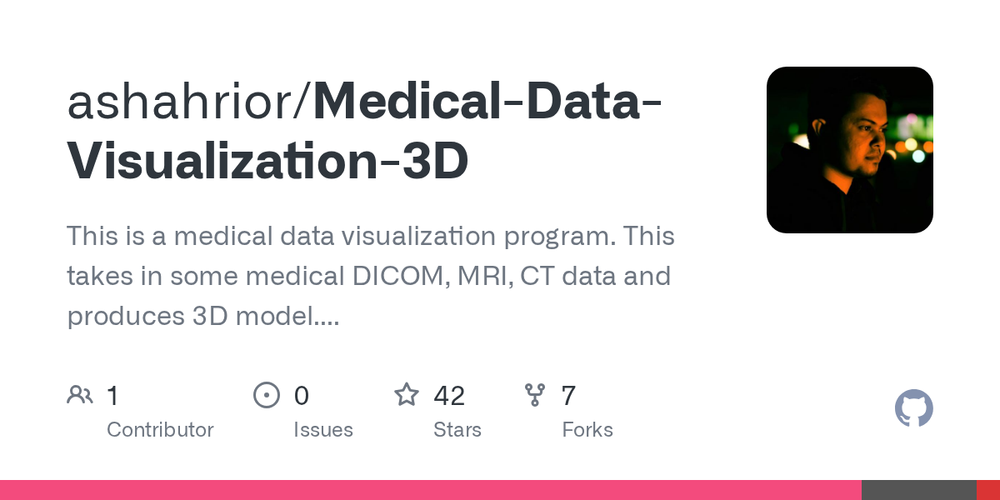 ashahrior/Medical-Data-
Visualization-3D
This is a medical data visualization program. This
takes in some medical DICOM, MRI, CT data and
produces 3D model....
1 0 42 7
Contributor Issues Stars Forks